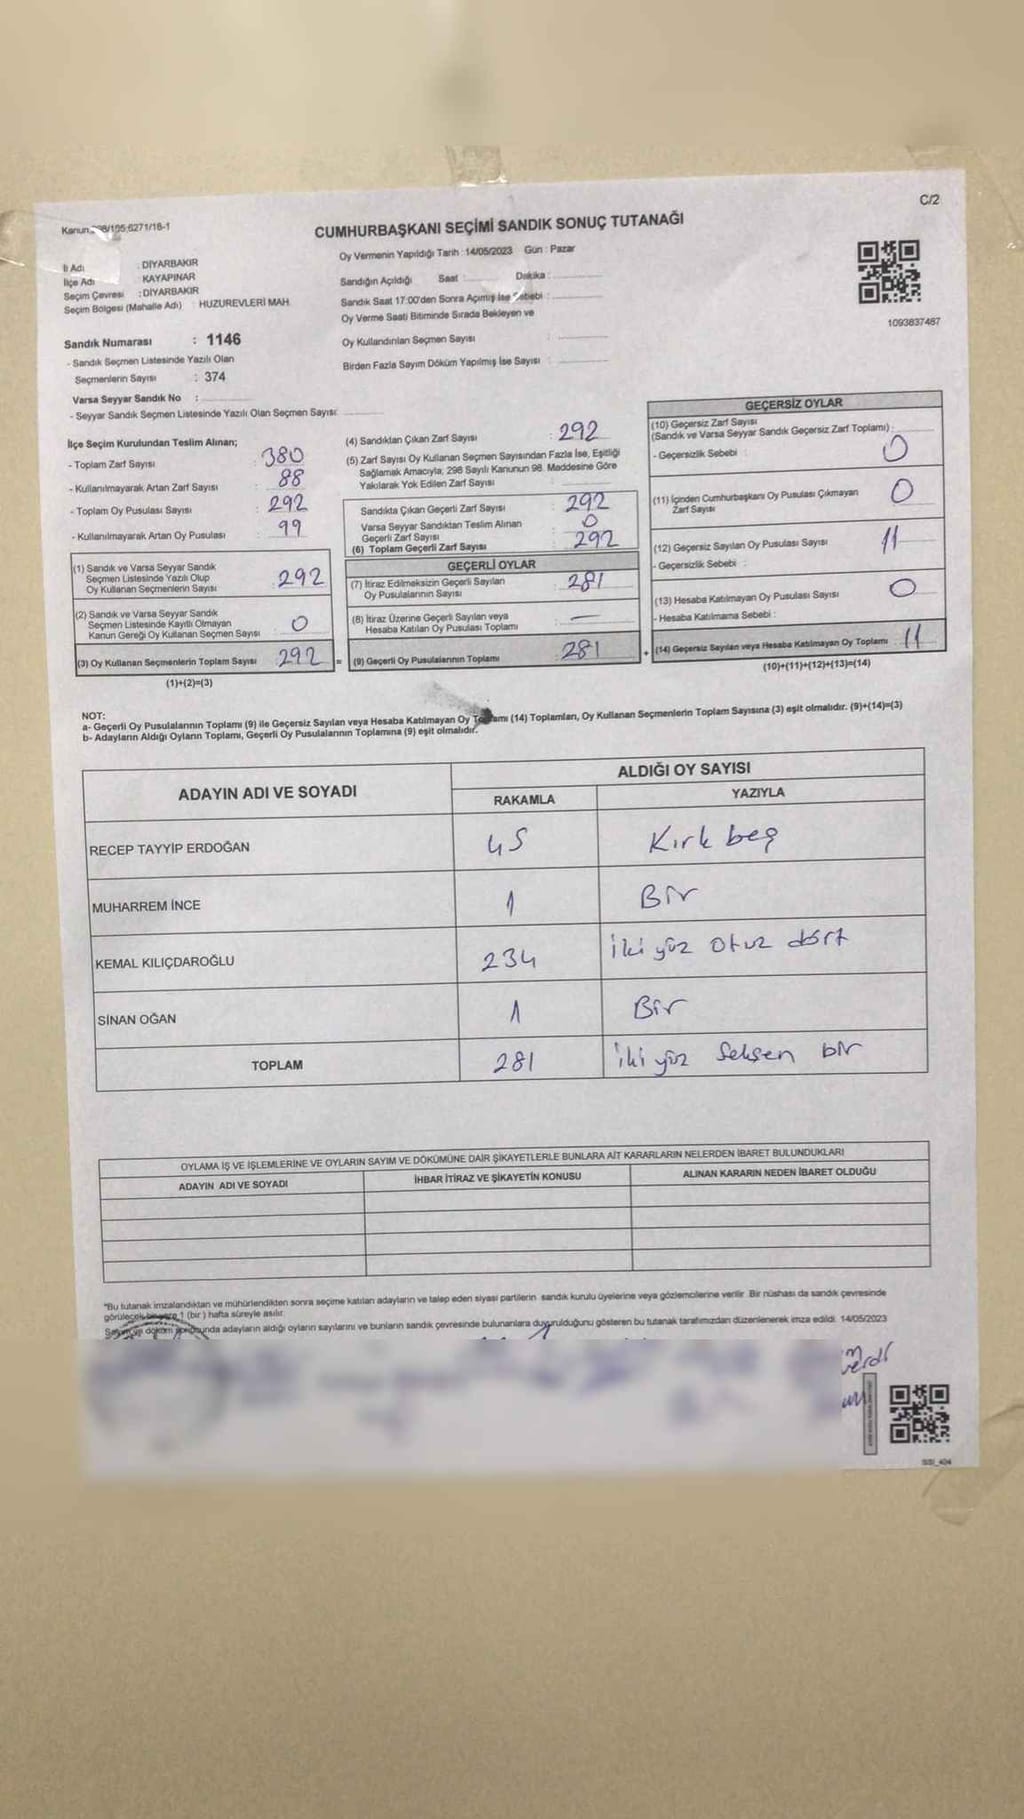 C/2
CUMHURBAŞKANI SEÇİMİ SANDIK SONUÇ TUTANAĞI
Oy Vermenin Yapıldığı Tarih : 14/05/2023 Gün : Pazar
İl Adı : DİYARBAKIR
İlçe Adı : KAYAPINAR
Seçim Çevresi : DİYARBAKIR
Seçim Bölgesi (Mahalle Adı) : HUZUREVLERİ MAH.
Sandık Numarası : 1146
- Sandık Seçmen Listesinde Yazılı Olan
Seçmenlerin Sayısı : 374
Varsa Seyyar Sandık No :
- Seyyar Sandık Seçmen Listesinde Yazılı Olan Seçmen Sayısı:
Sandığın Açıldığı Saat : Dakika :
Sandık Saat 17:00'den Sonra Açımış İse Sebebi :
Oy Verme Saati Bitiminde Sırada Bekleyen ve
Oy Kullandırılan Seçmen Sayısı :
Birden Fazla Sayım Döküm Yapılmış İse Sayısı :
1093837487
İlçe Seçim Kurulundan Teslim Alınan;
- Toplam Zarf Sayısı : 380
- Kullanılmayarak Artan Zarf Sayısı : 88
- Toplam Oy Pusulası Sayısı : 292
- Kullanılmayarak Artan Oy Pusulası : 99
(1) Sandık ve Varsa Seyyar Sandık
Seçmen Listesinde Yazılı Olup
Oy Kullanan Seçmenlerin Sayısı : 292
(2) Sandık ve Varsa Seyyar Sandık
Seçmen Listesinde Kayıtlı Olmayan
Kanun Gereği Oy Kullanan Seçmen Sayısı : 0
(3) Oy Kullanan Seçmenlerin Toplam Sayısı : 292 =
(1)+(2)=(3)
(4) Sandıktan Çıkan Zarf Sayısı : 292
(5) Zarf Sayısı Oy Kullanan Seçmen Sayısından Fazla İse, Eşitliği
Sağlamak Amacıyla; 298 Sayılı Kanunun 98. Maddesine Göre
Yakılarak Yok Edilen Zarf Sayısı
Sandıkta Çıkan Geçerli Zarf Sayısı : 292
Varsa Seyyar Sandıktan Teslim Alınan
Geçerli Zarf Sayısı : 0
(6) Toplam Geçerli Zarf Sayısı : 292
GEÇERLİ OYLAR
(7) İtiraz Edilmeksizin Geçerli Sayılan
Oy Pusulalarının Sayısı : 281
(8) İtiraz Üzerine Geçerli Sayılan veya
Hesaba Katılan Oy Pusulası Toplamı : —
(9) Geçerli Oy Pusulalarının Toplamı : 281 +
GEÇERSİZ OYLAR
(10) Geçersiz Zarf Sayısı
(Sandık ve Varsa Seyyar Sandık Geçersiz Zarf Toplamı) : 0
- Geçersizlik Sebebi :
(11) İçinden Cumhurbaşkanı Oy Pusulası Çıkmayan
Zarf Sayısı : 0
(12) Geçersiz Sayılan Oy Pusulası Sayısı : 11
- Geçersizlik Sebebi :
(13) Hesaba Katılmayan Oy Pusulası Sayısı : 0
- Hesaba Katılmama Sebebi :
(14) Geçersiz Sayılan veya Hesaba Katılmayan Oy Toplamı : 11
(10)+(11)+(12)+(13)=(14)
NOT:
a- Geçerli Oy Pusulalarının Toplamı (9) ile Geçersiz Sayılan veya Hesaba Katılmayan Oy (14) Toplamları, Oy Kullanan Seçmenlerin Toplam Sayısına (3) eşit olmalıdır. (9)+(14)=(3)
b- Adayların Aldığı Oyların Toplamı, Geçerli Oy Pusulalarının Toplamına (9) eşit olmalıdır.
ADAYIN ADI VE SOYADI
ALDIĞI OY SAYISI
RAKAMLA YAZIYLA
RECEP TAYYİP ERDOĞAN 45 Kırk beş
MUHARREM İNCE 1 Bir
KEMAL KILIÇDAROĞLU 234 İki yüz otuz dört
SİNAN OĞAN 1 Bir
TOPLAM 281 İki yüz seksen bir
OYLAMA İŞ VE İŞLEMLERİNE VE OYLARIN SAYIM VE DÖKÜMÜNE DAİR ŞİKAYETLERLE BUNLARA AİT KARARLARIN NELERDEN İBARET BULUNDUKLARI
ADAYIN ADI VE SOYADI İHBAR İTİRAZ VE ŞİKAYETİN KONUSU ALINAN KARARIN NEDEN İBARET OLDUĞU
*Bu tutanak imzalandıktan ve mühürlendikten sonra seçime katılan adayların ve talep eden siyasi partilerin sandık kurulu üyelerine veya gözlemcilerine verilir. Bir nüshası da sandık çevresinde
görülecek 1 (bir) hafta süreyle asılır.
adayların aldığı oyların sayılarını ve bunların sandık çevresinde bulunanlara duyurulduğunu gösteren bu tutanak tarafımızdan düzenlenerek imza edildi. 14/05/2023